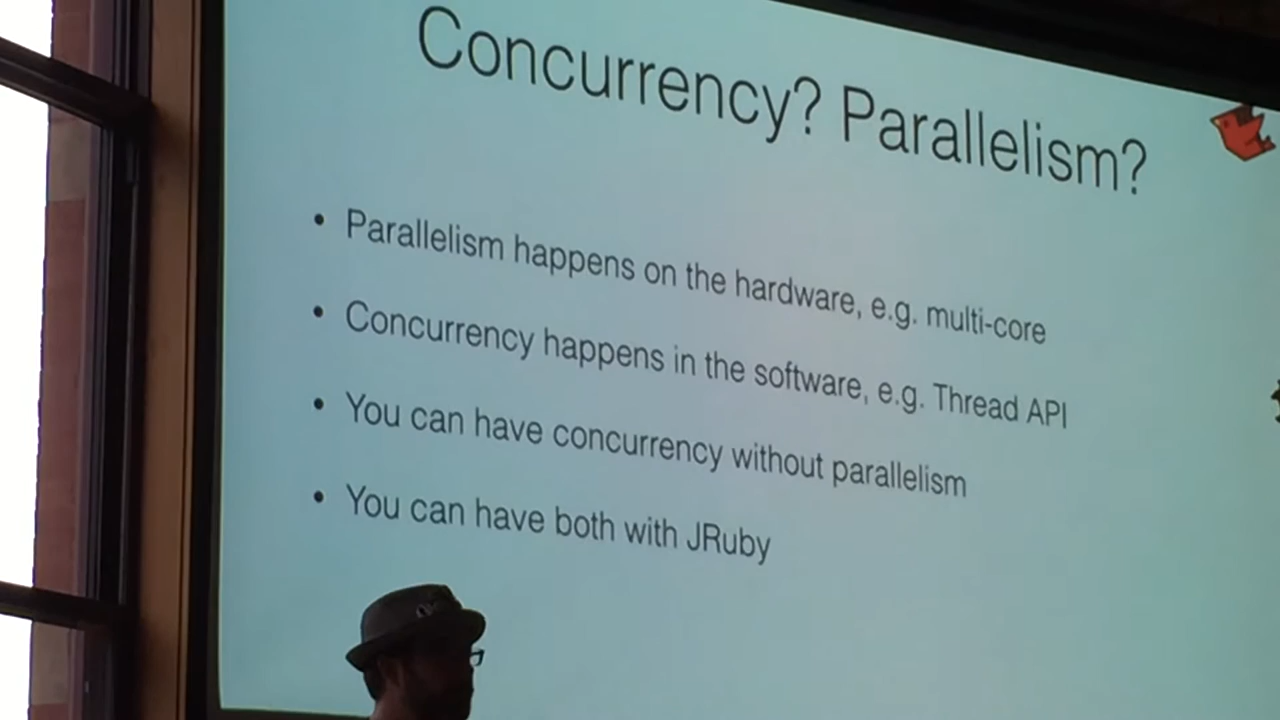 Concurrency? Parallelism?
• Parallelism happens on the hardware, e.g. multi-core
• Concurrency happens in the software, e.g. Thread API
• You can have concurrency without parallelism
• You can have both with JRuby